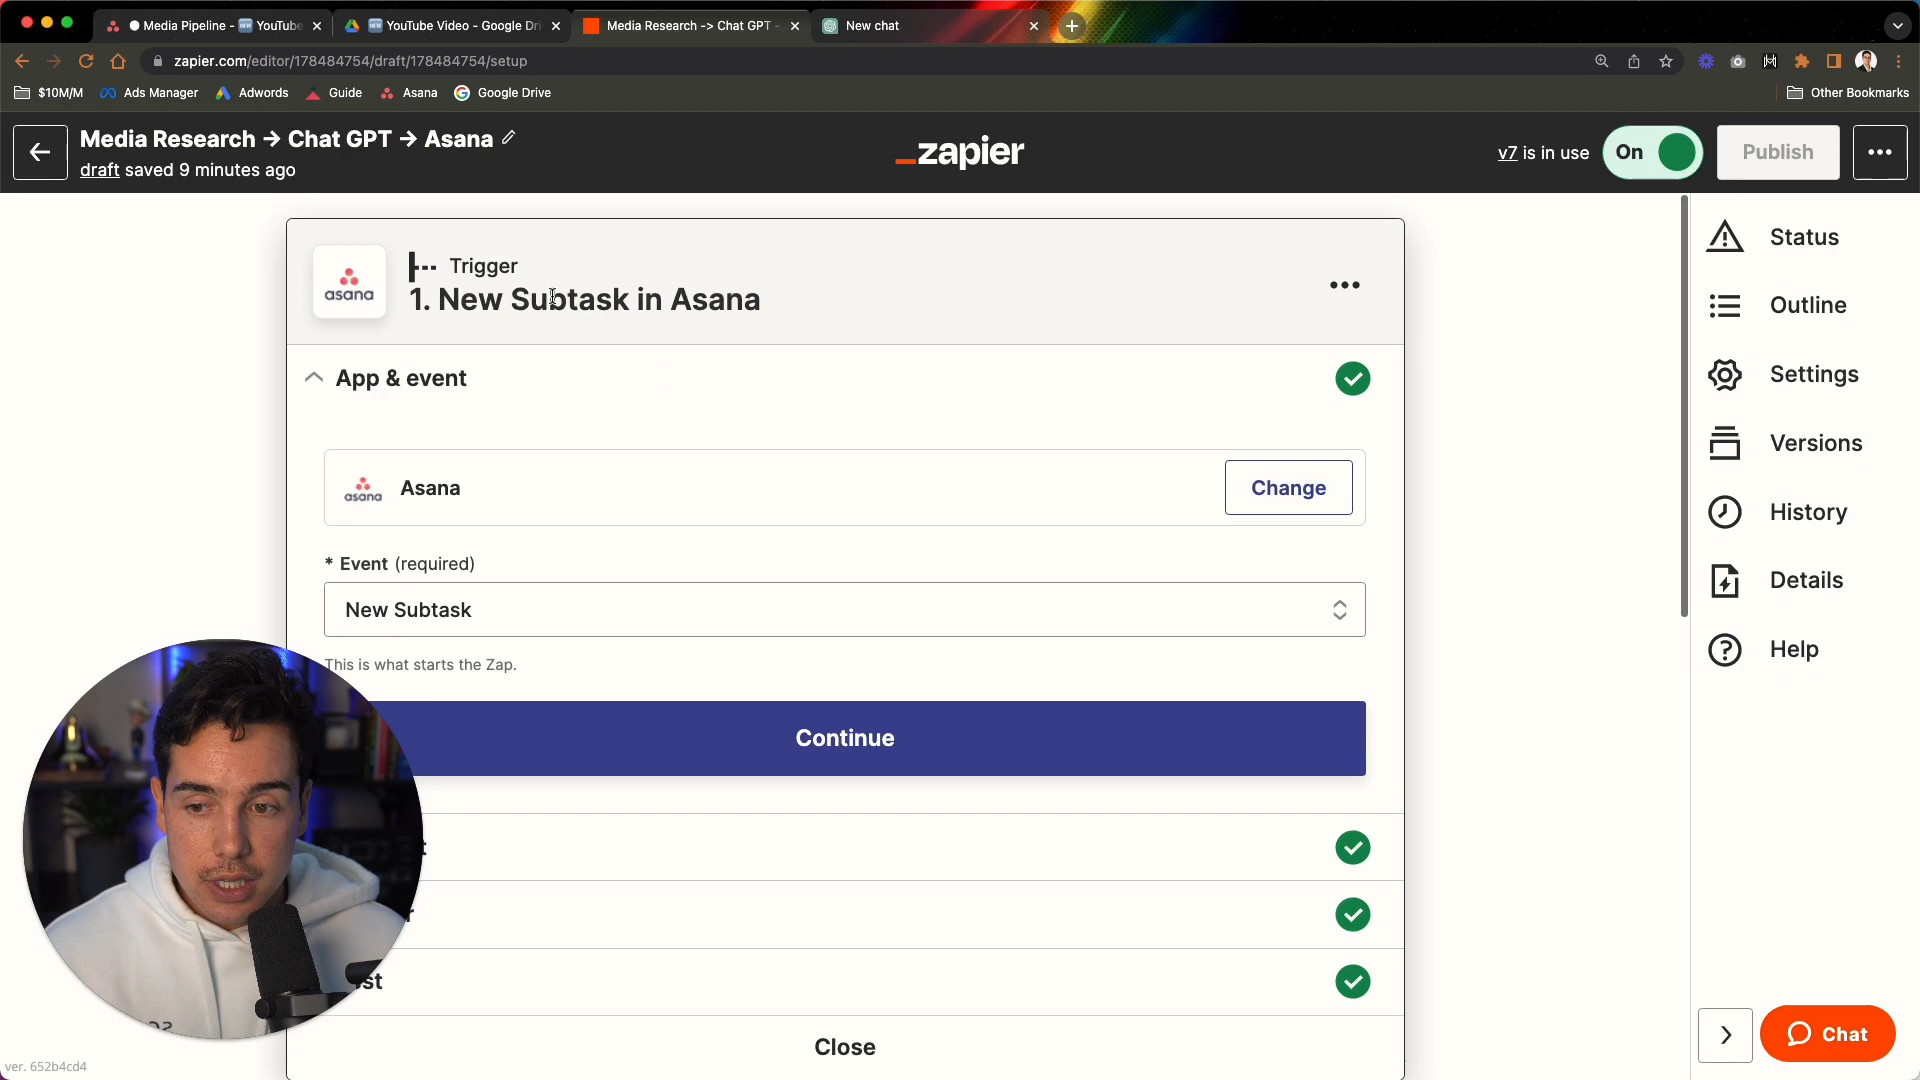 Media Pipeline - NEW YouTube
NEW YouTube Video - Google Dri
Media Research -> Chat GPT -
New chat
zapier.com/editor/178484754/draft/178484754/setup
$10M/M
Ads Manager
Adwords
Guide
Asana
Google Drive
Other Bookmarks
Media Research → Chat GPT → Asana
draft saved 9 minutes ago
_zapier
v7 is in use
On
Publish
asana
Trigger
1. New Subtask in Asana
App & event
asana
Asana
Change
* Event (required)
New Subtask
This is what starts the Zap.
Continue
Close
Status
Outline
Settings
Versions
History
Details
Help
Chat
ver. 652b4cd4